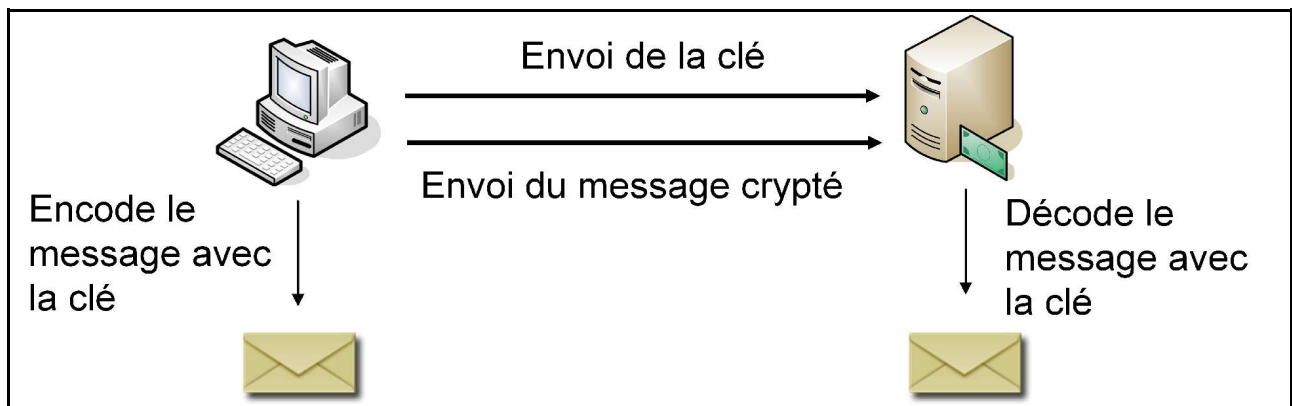 Envoi de la clé
Envoi du message crypté
Encode le
message avec
la clé
Décode le
message avec
la clé